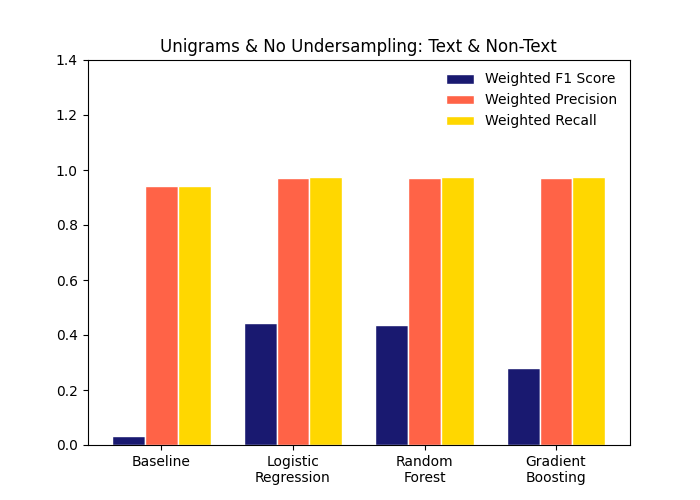 Unigrams & No Undersampling: Text & Non-Text
Weighted F1 Score
Weighted Precision
Weighted Recall
1.4
1.2
1.0
0.8
0.6
0.4
0.2
0.0
Baseline
Logistic
Regression
Random
Forest
Gradient
Boosting